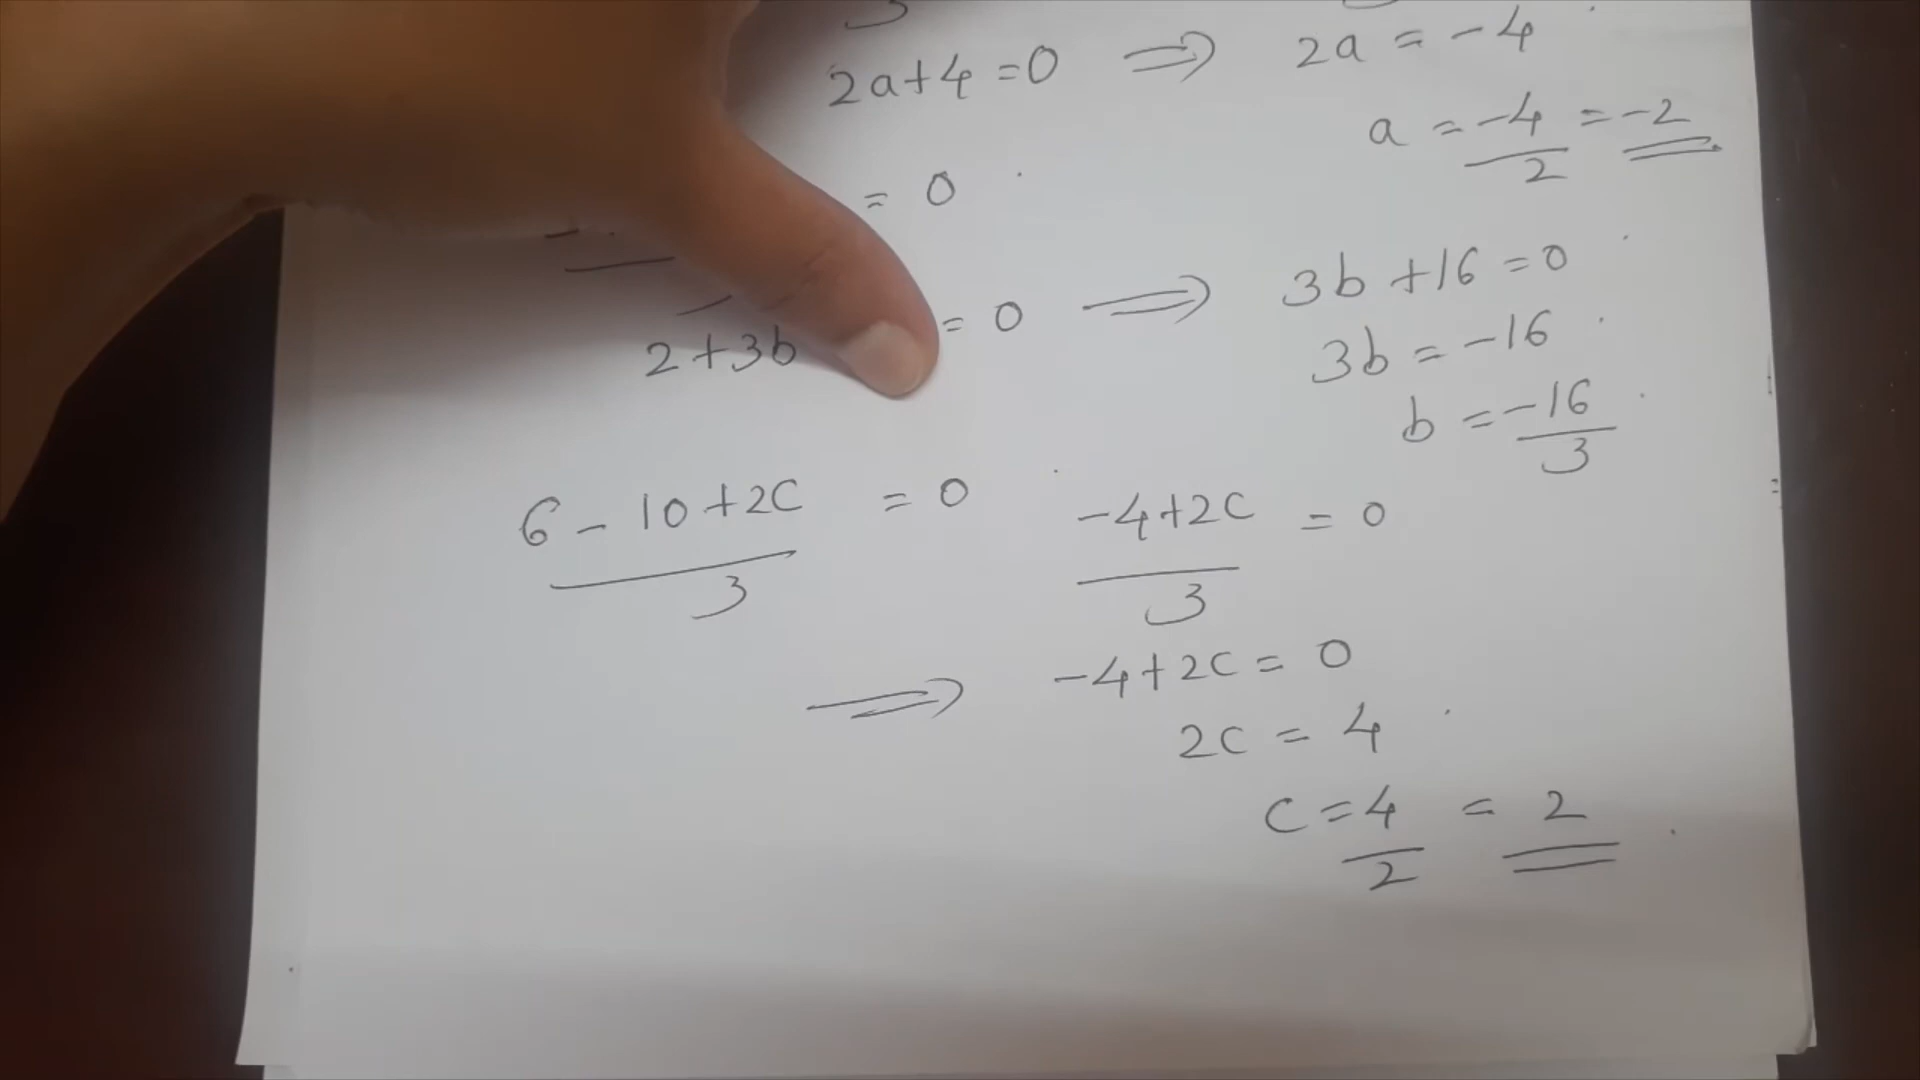 2a+4 =0 ⟹ 2a = -4
a = -4/2 = -2
= 0
2+3b = 0 ⟹ 3b +16 =0
3b = -16
b = -16/3
6 - 10+2C / 3 = 0 -4+2C / 3 = 0
⟹ -4+2C = 0
2C = 4
C = 4/2 = 2